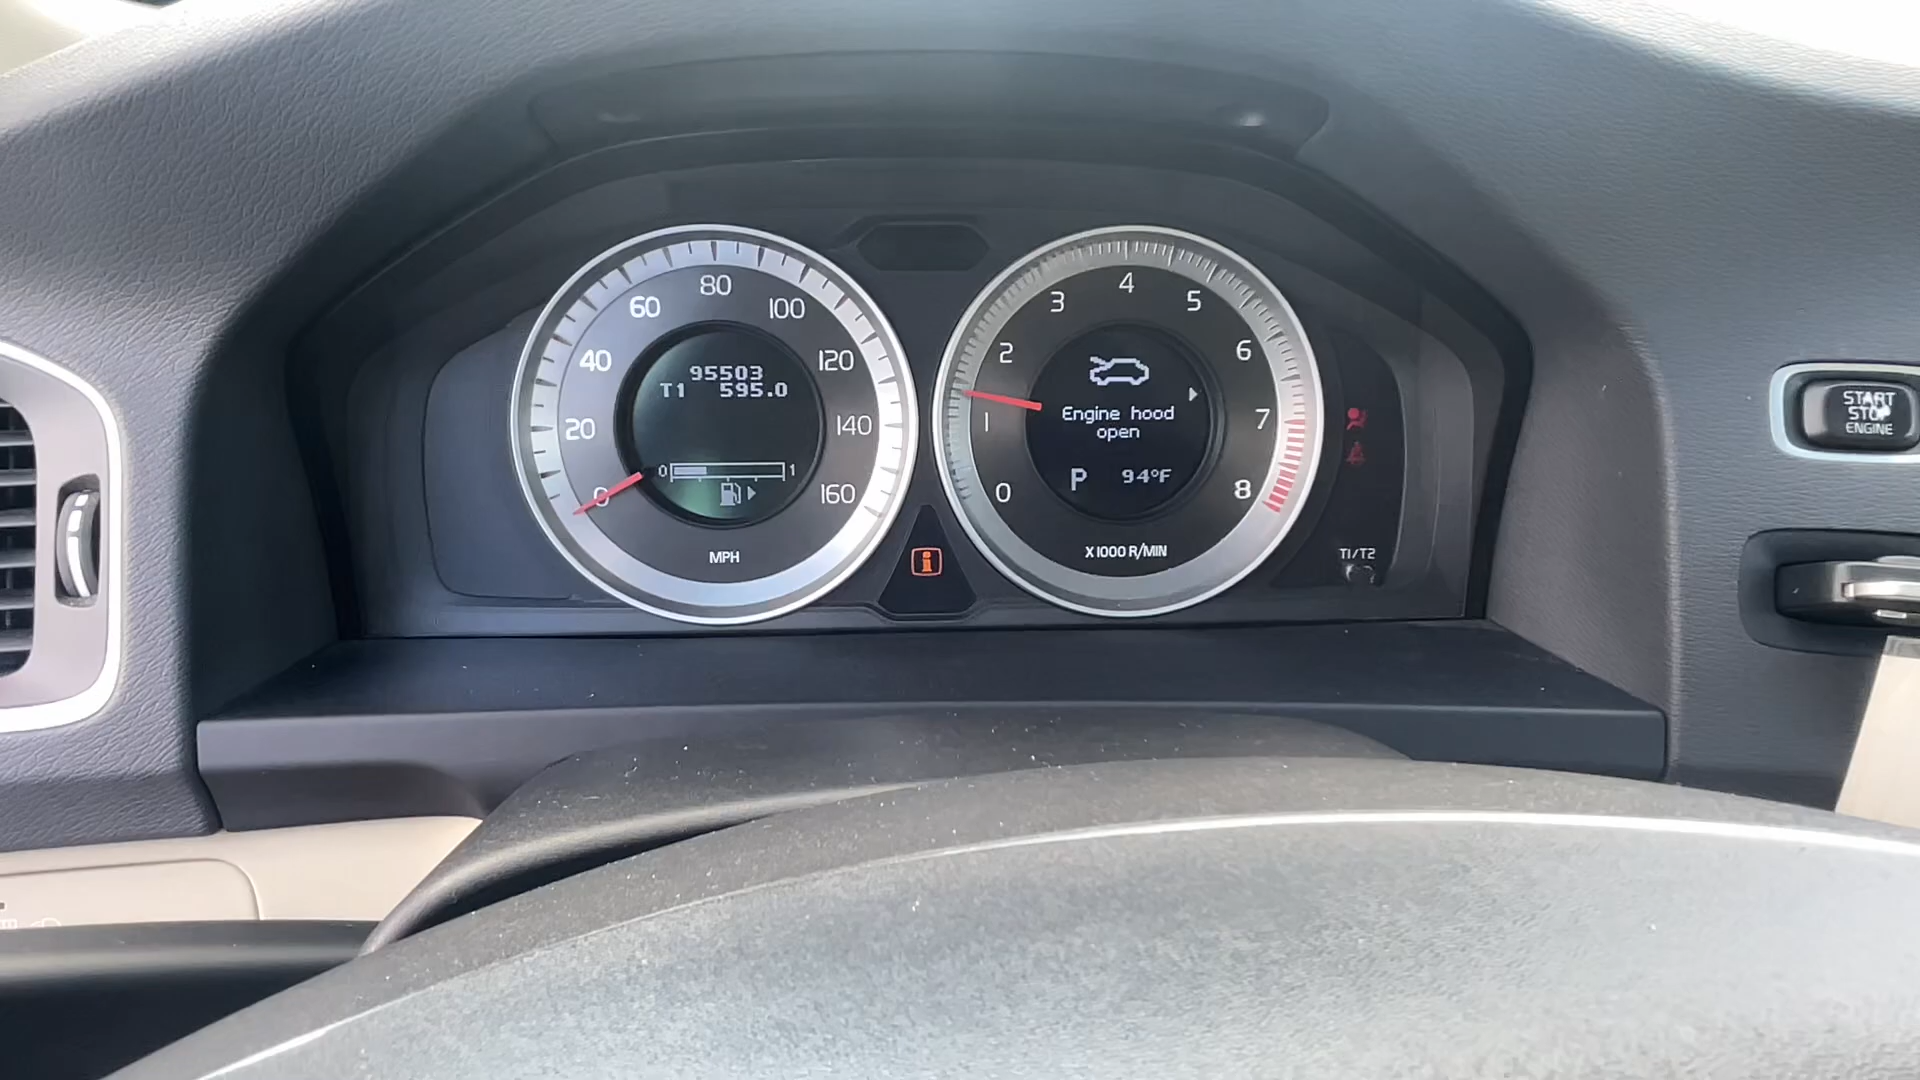 0
20
40
60
80
100
120
140
160
MPH
95503
T1 595.0
0 1
0
1
2
3
4
5
6
7
8
X1000 R/MIN
Engine hood
open
P 94°F
i
T1/T2
START
STOP
ENGINE